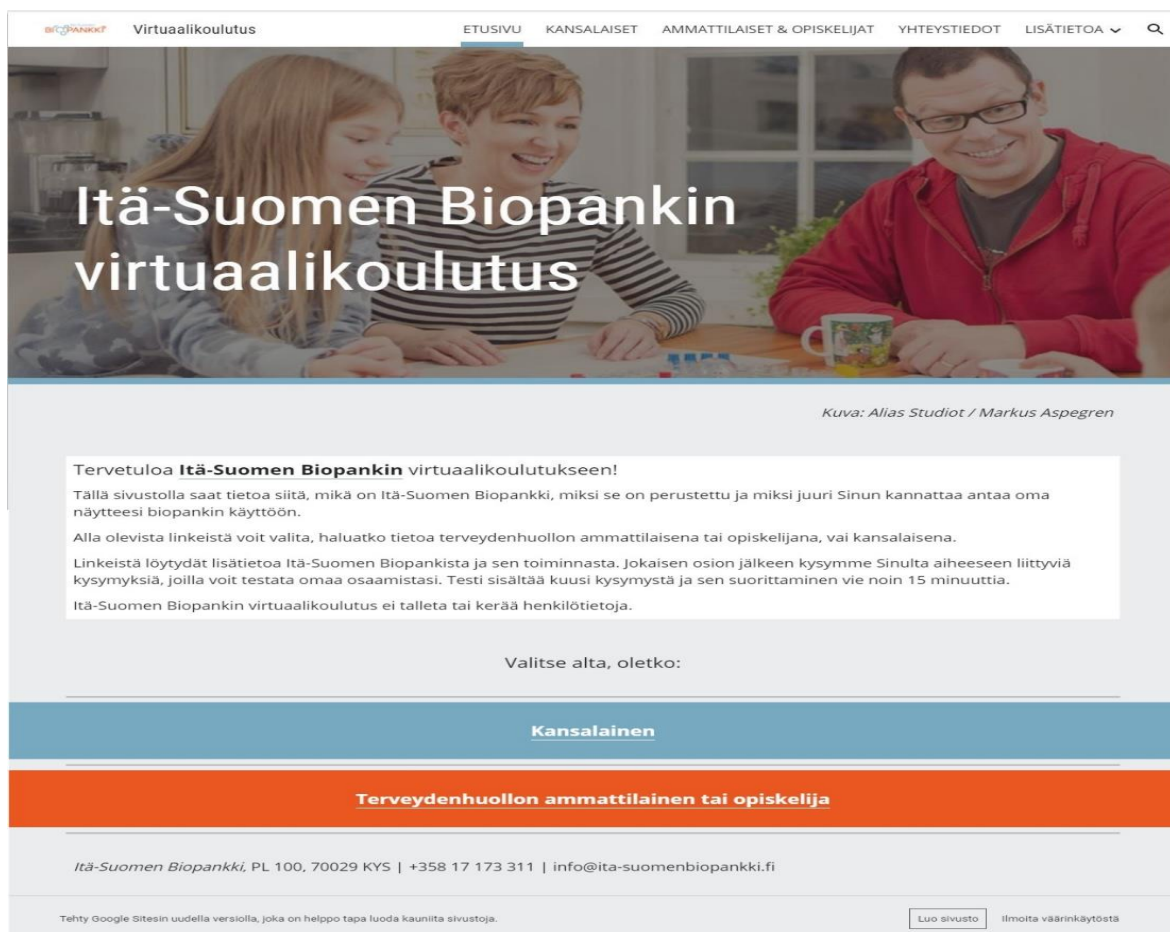 BIOPANKKI Virtuaalikoulutus ETUSIVU KANSALAISET AMMATTILAISET & OPISKELIJAT YHTEYSTIEDOT LISÄTIETOA
Itä-Suomen Biopankin
virtuaalikoulutus
Kuva: Alias Studiot / Markus Aspegren
Tervetuloa Itä-Suomen Biopankin virtuaalikoulutukseen!
Tällä sivustolla saat tietoa siitä, mikä on Itä-Suomen Biopankki, miksi se on perustettu ja miksi juuri Sinun kannattaa antaa oma
näytteesi biopankin käyttöön.
Alla olevista linkeistä voit valita, haluatko tietoa terveydenhuollon ammattilaisena tai opiskelijana, vai kansalaisena.
Linkeistä löytydät lisätietoa Itä-Suomen Biopankista ja sen toiminnasta. Jokaisen osion jälkeen kysymme Sinulta aiheeseen liittyviä
kysymyksiä, joilla voit testata omaa osaamistasi. Testi sisältää kuusi kysymystä ja sen suorittaminen vie noin 15 minuuttia.
Itä-Suomen Biopankin virtuaalikoulutus ei talleta tai kerää henkilötietoja.
Valitse alta, oletko:
Kansalainen
Terveydenhuollon ammattilainen tai opiskelija
Itä-Suomen Biopankki, PL 100, 70029 KYS | +358 17 173 311 | info@ita-suomenbiopankki.fi
Tehty Google Sitesin uudella versiolla, joka on helppo tapa luoda kauniita sivustoja. Luo sivusto Ilmoita väärinkäytöstä